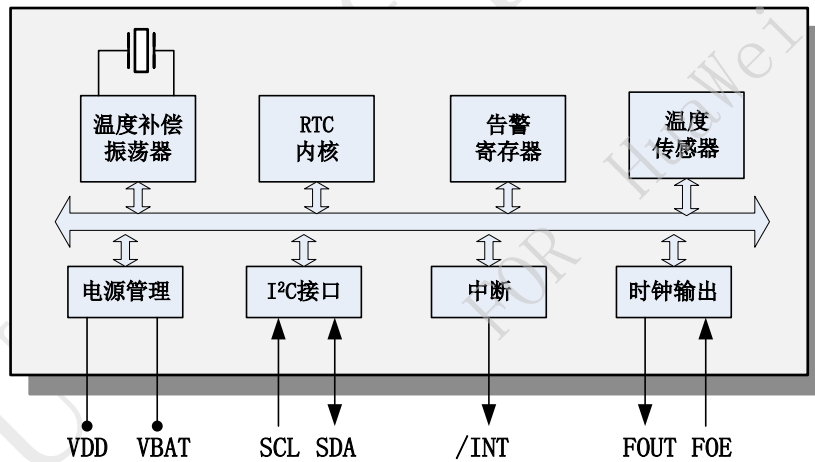 温度补偿
振荡器
RTC
内核
告警
寄存器
温度
传感器
电源管理
I²C接口
中断
时钟输出
VDD VBAT SCL SDA /INT FOUT FOE
FOR HuaWei